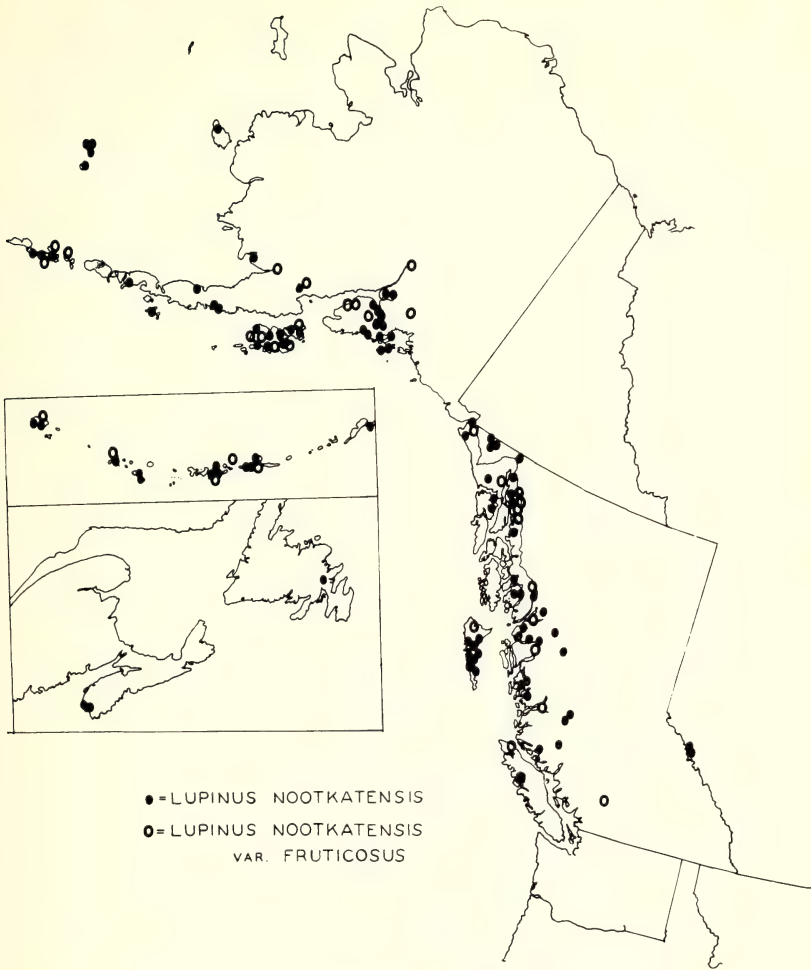 ● = LUPINUS NOOTKATENSIS
O = LUPINUS NOOTKATENSIS
VAR. FRUTICOSUS